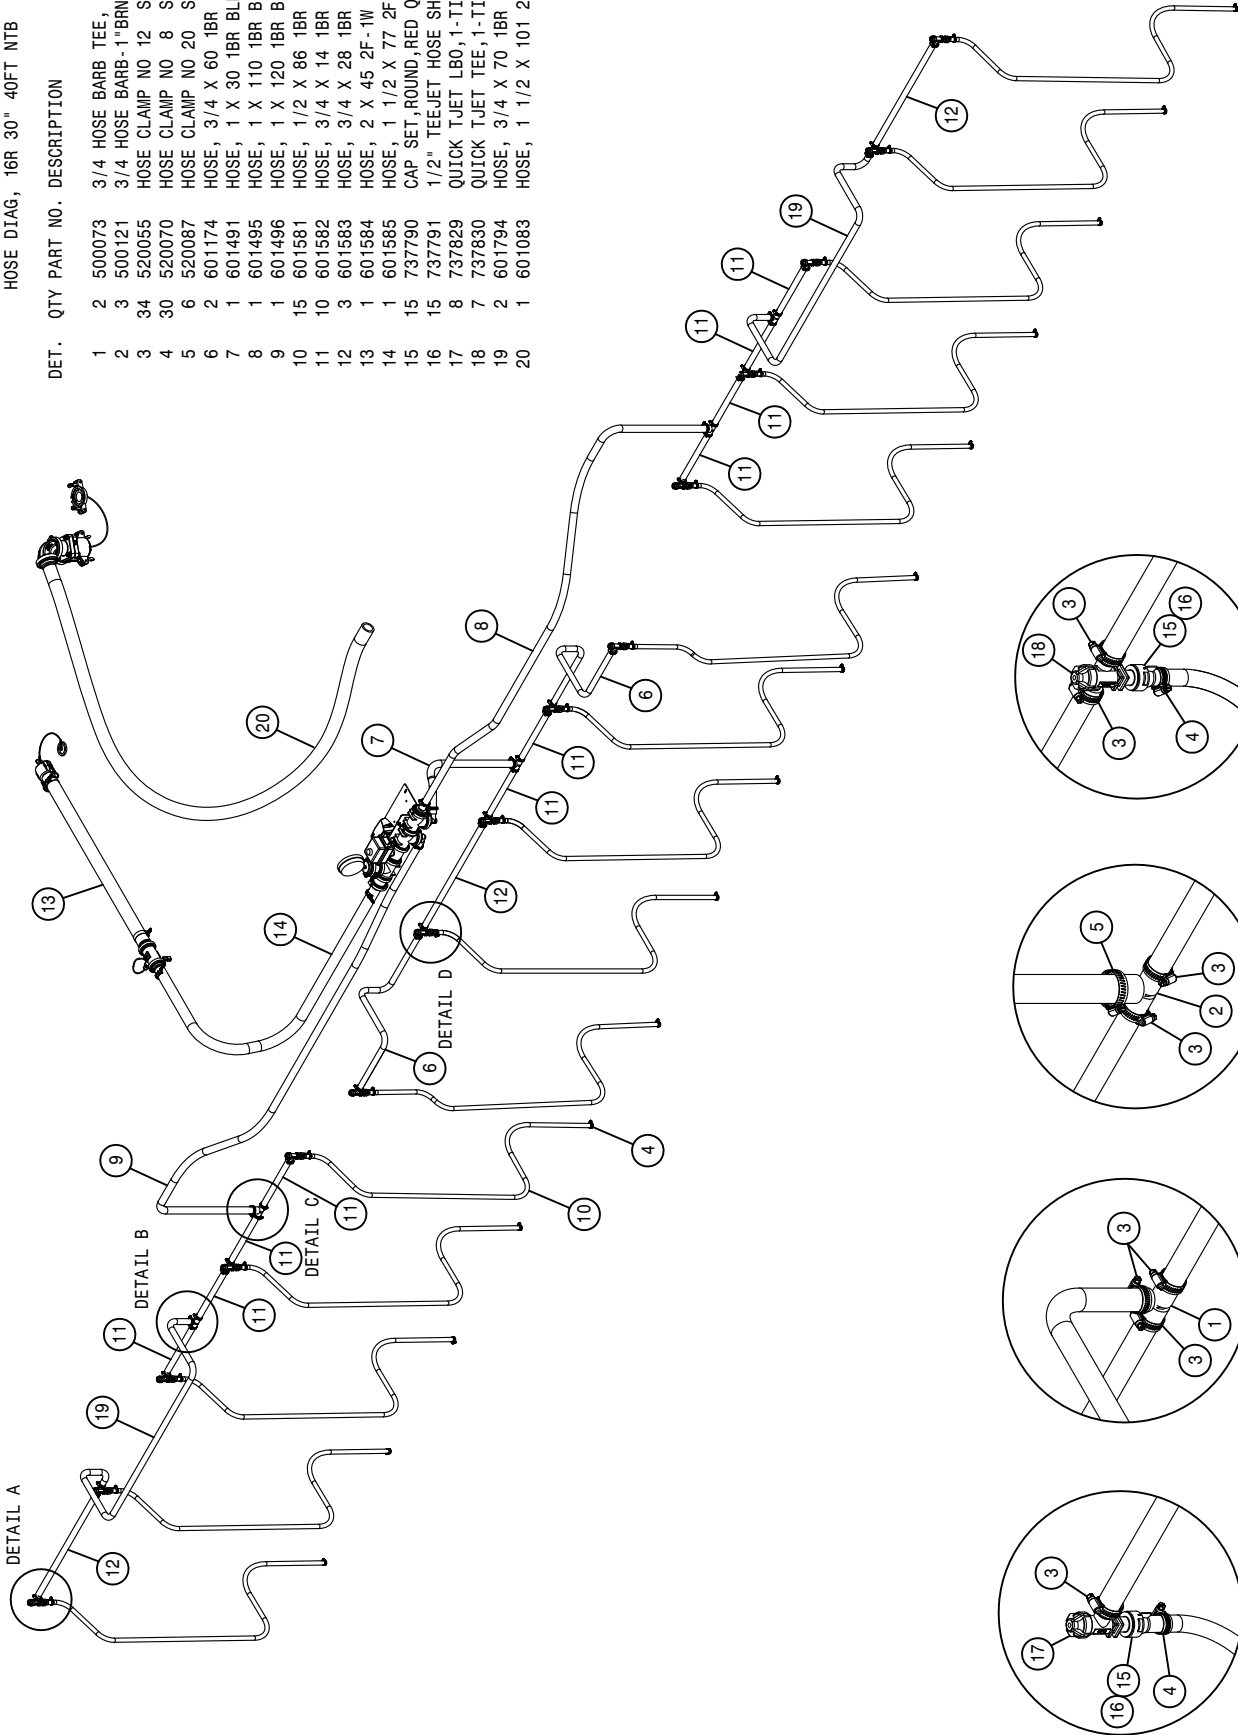 HOSE DIAG, 16R 30" 40FT NTB
DET. QTY PART NO. DESCRIPTION
1 2 500073 3/4 HOSE BARB TEE,
2 3 500121 3/4 HOSE BARB-1"BRN
3 34 520055 HOSE CLAMP NO 12 S
4 30 520070 HOSE CLAMP NO 8 S
5 6 520087 HOSE CLAMP NO 20 S
6 2 601174 HOSE, 3/4 X 60 1BR
7 1 601491 HOSE, 1 X 30 1BR BL
8 1 601495 HOSE, 1 X 110 1BR B
9 1 601496 HOSE, 1 X 120 1BR B
10 15 601581 HOSE, 1/2 X 86 1BR
11 10 601582 HOSE, 3/4 X 14 1BR
12 3 601583 HOSE, 3/4 X 28 1BR
13 1 601584 HOSE, 2 X 45 2F-1W
14 1 601585 HOSE, 1 1/2 X 77 2F
15 15 737790 CAP SET,ROUND,RED Q
16 15 737791 1/2" TEEJET HOSE SH
17 8 737829 QUICK TJET LBO,1-TI
18 7 737830 QUICK TJET TEE,1-TI
19 2 601794 HOSE, 3/4 X 70 1BR
20 1 601083 HOSE, 1 1/2 X 101 2
12
19
11
11
11
11
8
6
7
11
11
20
13
14
12
DETAIL D
6
9
4
10
11
DETAIL C
11
DETAIL B
11
11
19
DETAIL A
12
17
3
16
15
4
3
3
1
5
3
2
3
18
3
3
15
16
4